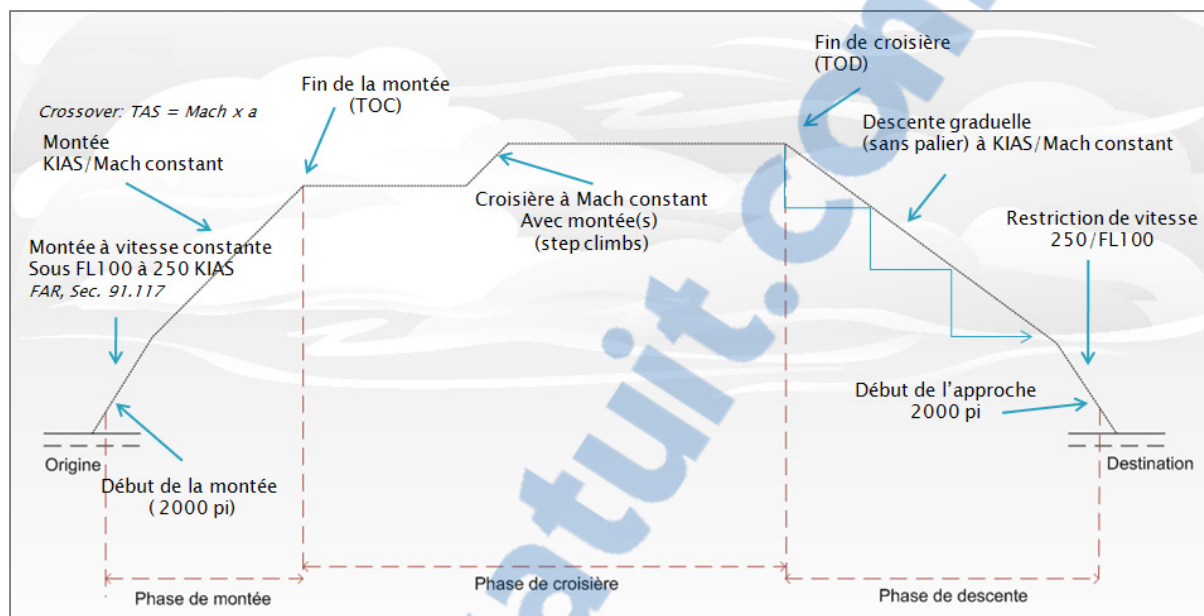 Crossover: TAS = Mach x a
Montée
KIAS/Mach constant
Montée à vitesse constante
Sous FL100 à 250 KIAS
FAR, Sec. 91.117
Origine
Début de la montée
( 2000 pi)
Fin de la montée
(TOC)
Croisière à Mach constant
Avec montée(s)
(step climbs)
Fin de croisière
(TOD)
Descente graduelle
(sans palier) à KIAS/Mach constant
Restriction de vitesse
250/FL100
Début de l'approche
2000 pi
Destination
Phase de montée
Phase de croisière
Phase de descente
atuit.com